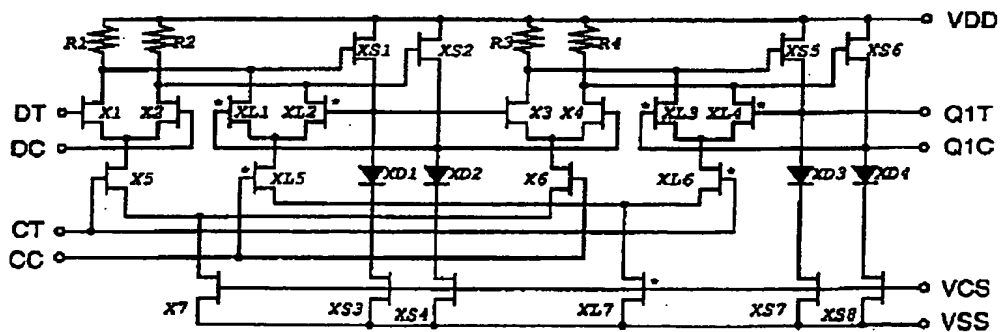 R1 R2 XS1 XS2 R3 R4 XS5 XS6 VDD
DT X1 X2 * XL1 XL2 * X3 X4 * XL3 XL4 * Q1T
DC Q1C
X5 * XL5 XD1 XD2 X6 XL6 * XD3 XD4
CT
CC
X7 XS3 XS4 XL7 * XS7 XS8 VCS
VSS